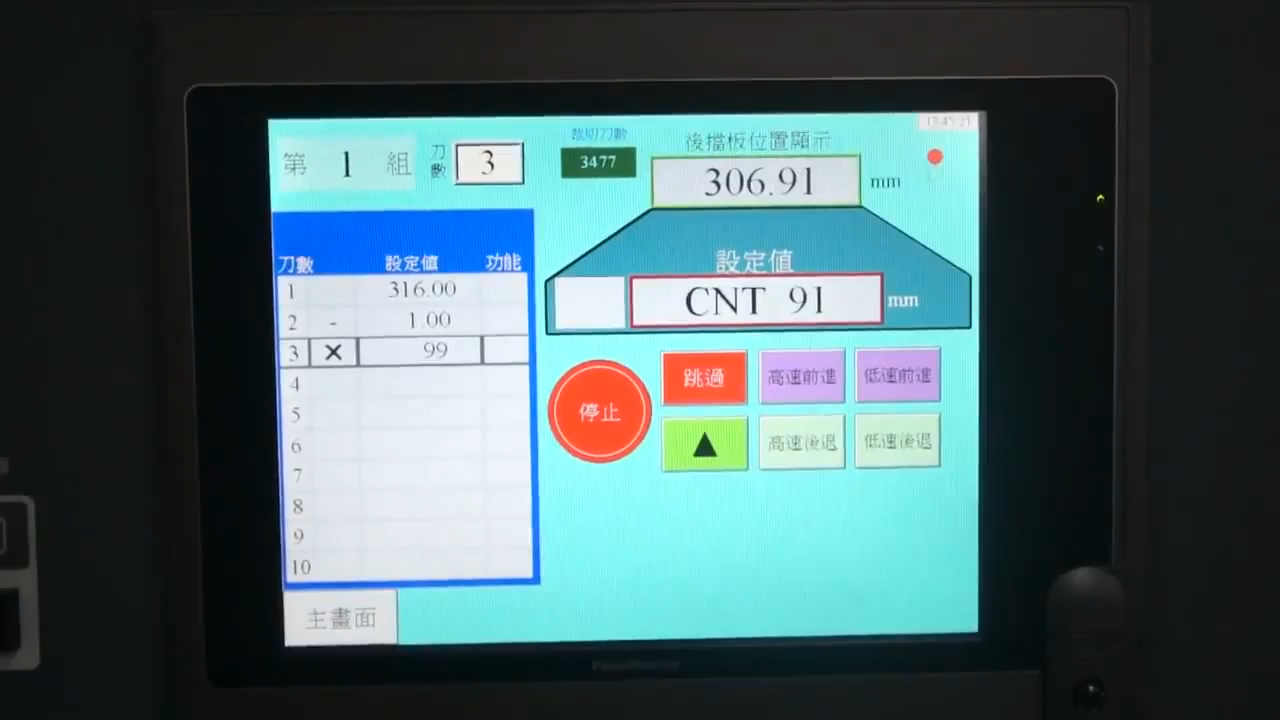 第 1 組
刀數 3
裁切刀數
3477
後擋板位置顯示
306.91 mm
刀數 設定値 功能
1 316.00
2 - 1.00
3 × 99
4
5
6
7
8
9
10
設定値
CNT 91 mm
停止
跳過 高速前進 低速前進
▲ 高速後退 低速後退
主畫面